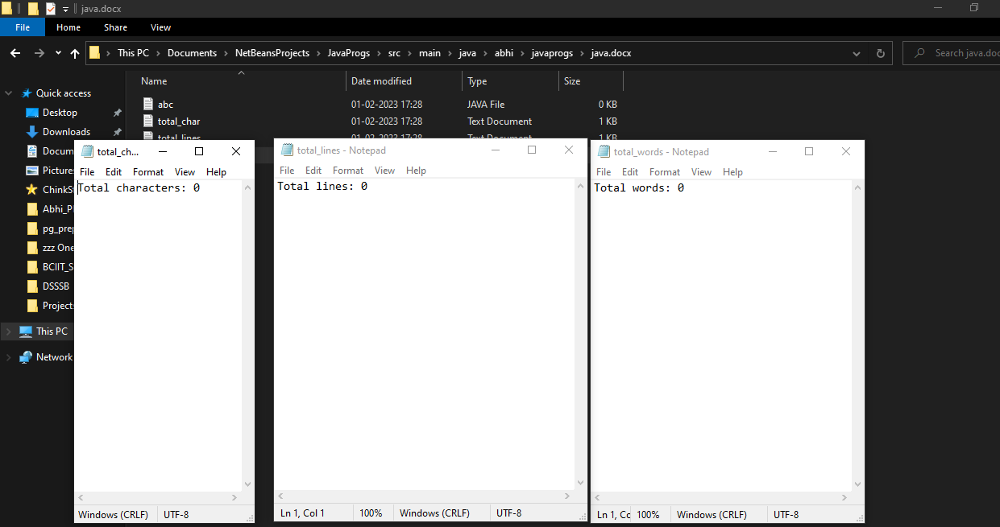 java.docx
File Home Share View
This PC Documents NetBeansProjects JavaProgs src main java abhi javaprogs java.docx Search java.doc
Name Date modified Type Size
Quick access
abc 01-02-2023 17:28 JAVA File 0 KB
Desktop
total_char 01-02-2023 17:28 Text Document 1 KB
Downloads
total_lines 01-02-2023 17:28 Text Document 1 KB
Docum
Pictures
ChinkS
Abhi_P
pg_prep
zzz One
BCIIT_S
DSSSB
Projects
This PC
Network
total_ch...
File Edit Format View Help
Total characters: 0
Windows (CRLF) UTF-8
total_lines - Notepad
File Edit Format View Help
Total lines: 0
Ln 1, Col 1 100% Windows (CRLF) UTF-8
total_words - Notepad
File Edit Format View Help
Total words: 0
Ln 1, Cc 100% Windows (CRLF) UTF-8